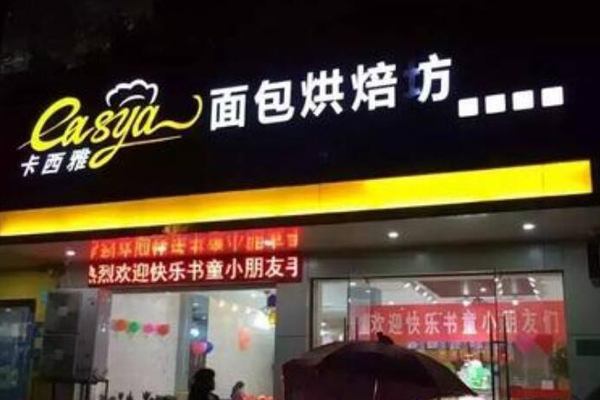 easya 面包烘焙坊
卡西雅
热烈欢迎快乐书童小朋友
欢迎快乐书童小朋友们